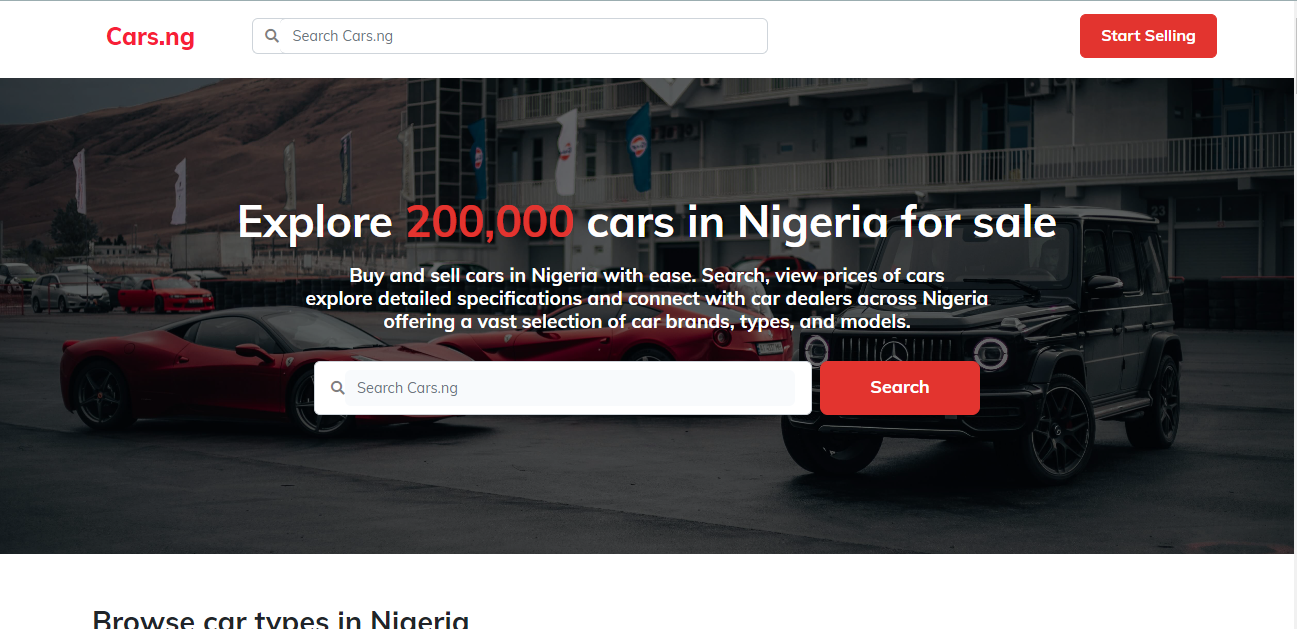 Cars.ng
Search Cars.ng
Start Selling
Explore 200,000 cars in Nigeria for sale
Buy and sell cars in Nigeria with ease. Search, view prices of cars
explore detailed specifications and connect with car dealers across Nigeria
offering a vast selection of car brands, types, and models.
Search Cars.ng
Search
Browse car types in Nigeria